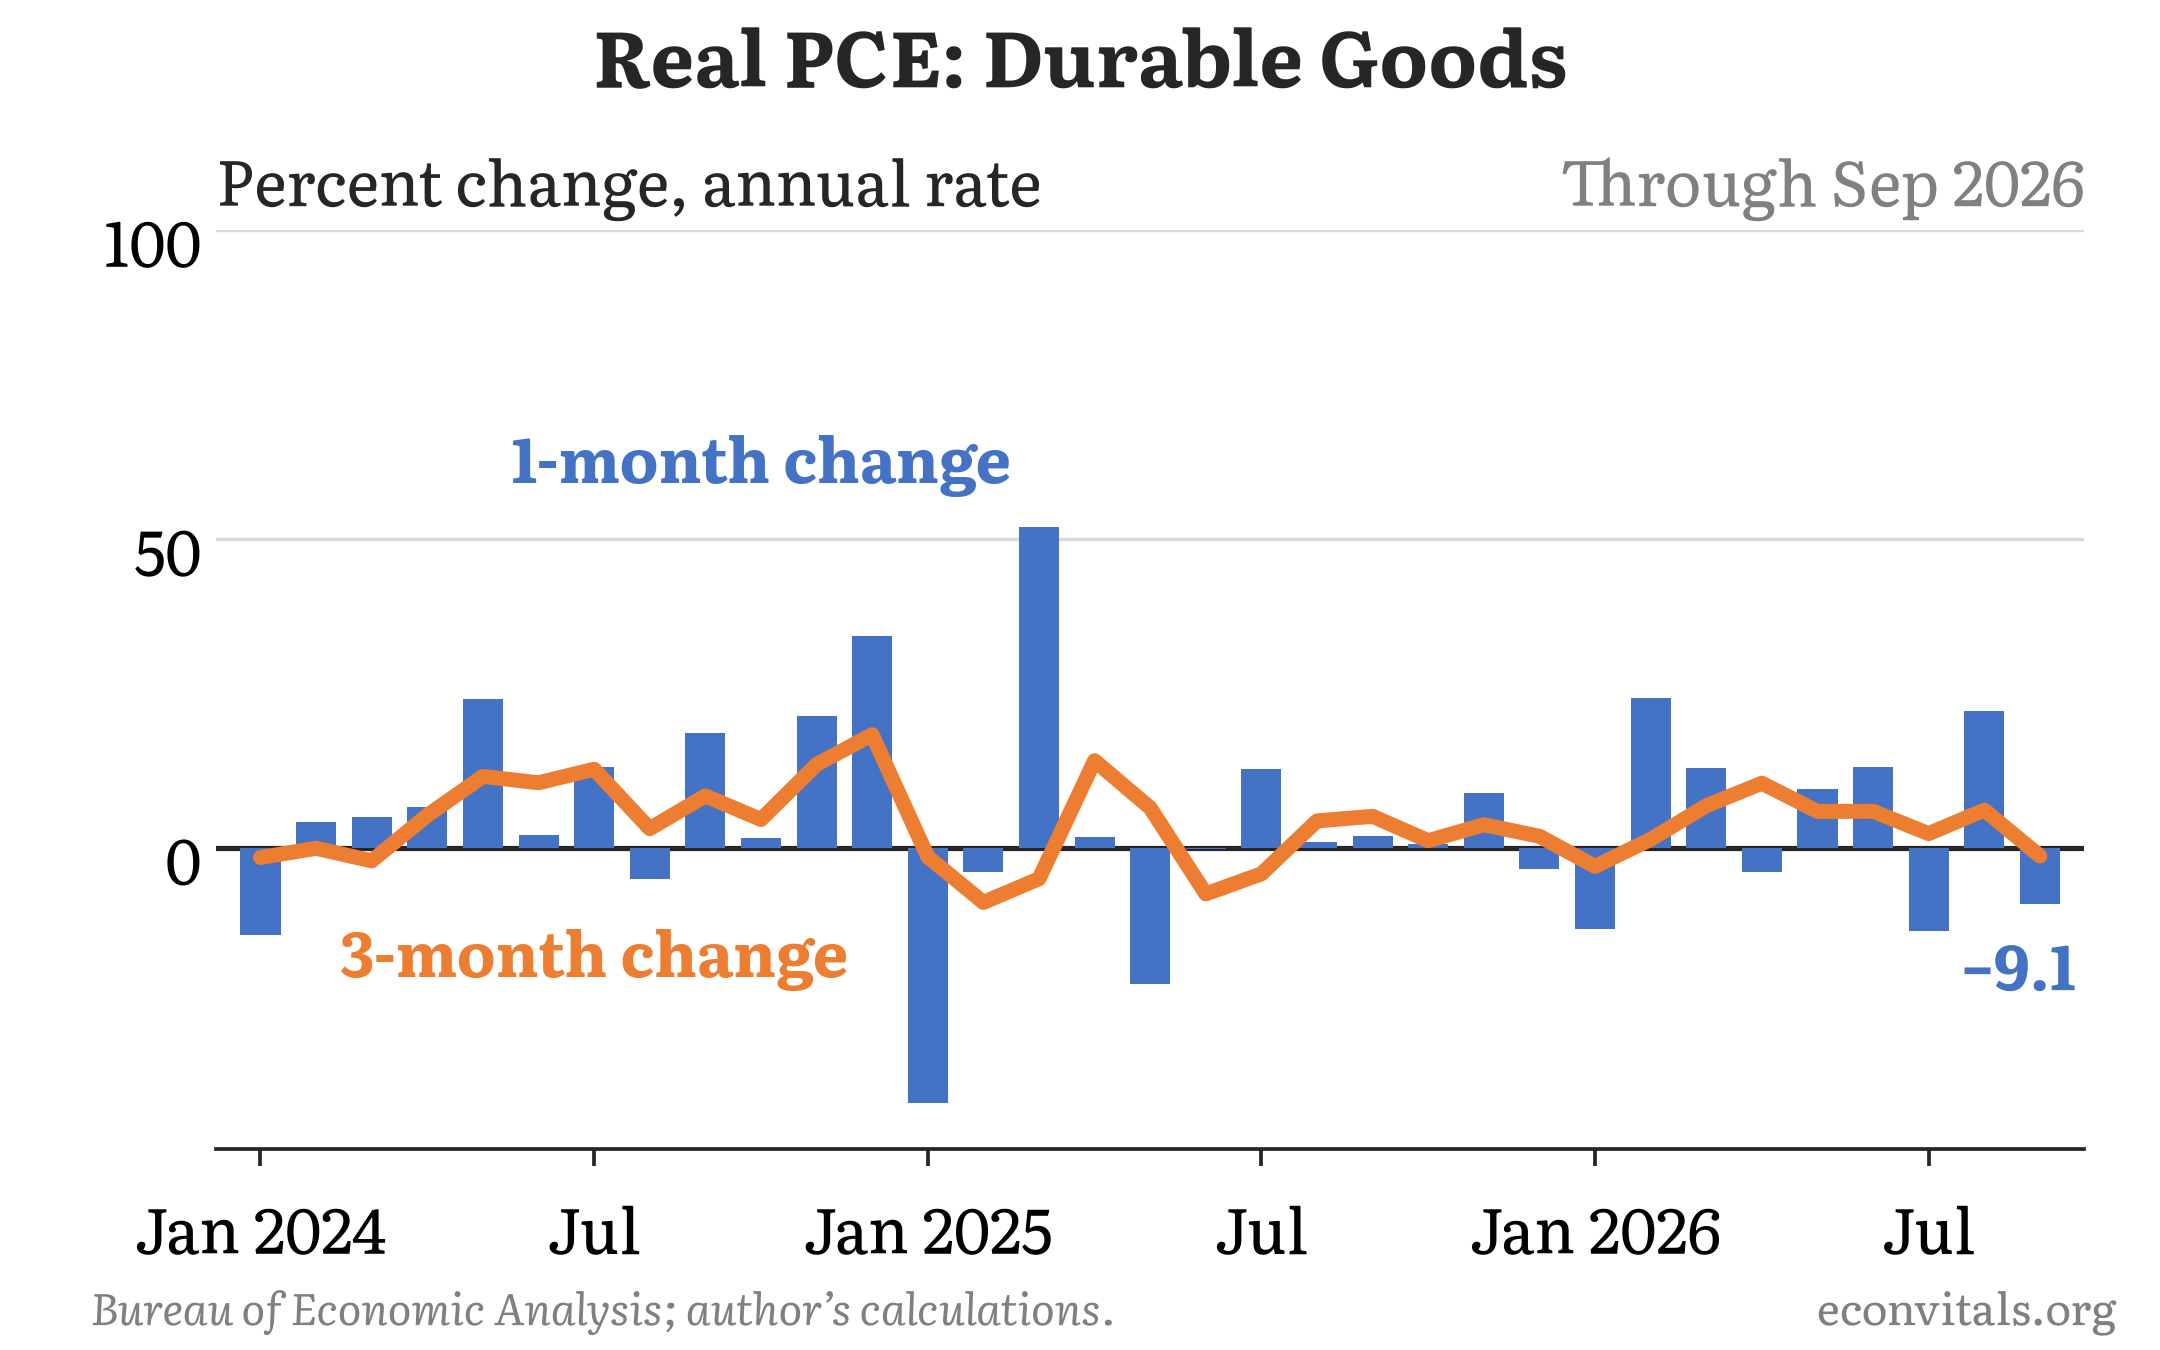 Real PCE: Durable Goods
Percent change, annual rate
Through Sep 2026
100
50
0
1-month change
3-month change
–9.1
Jan 2024
Jul
Jan 2025
Jul
Jan 2026
Jul
Bureau of Economic Analysis; author’s calculations.
econvitals.org